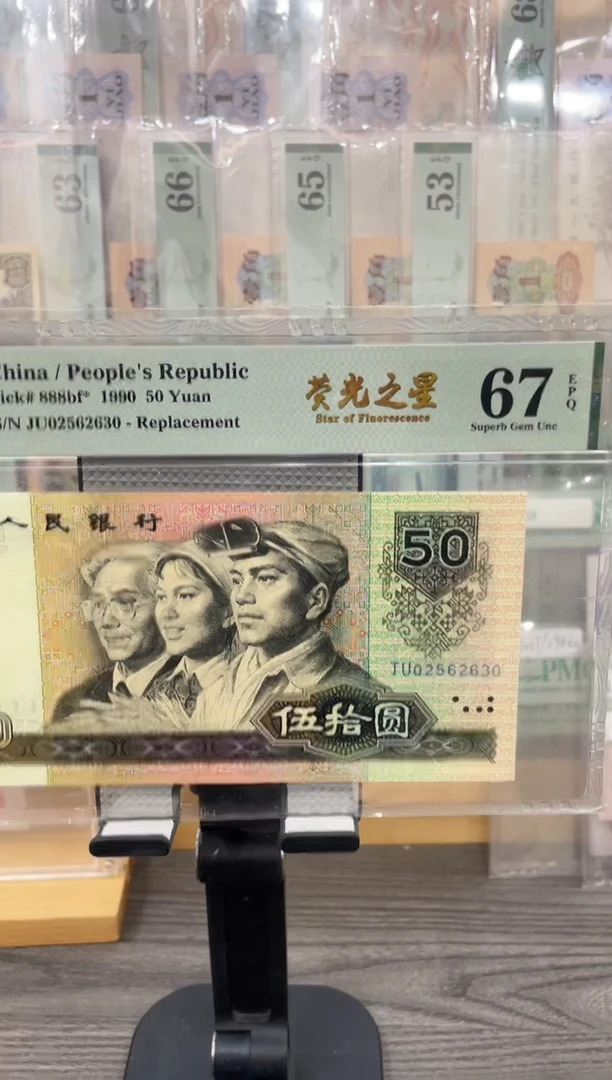 63
66
65
53
China / People's Republic
Pick# 888bf* 1990 50 Yuan
S/N JU02562630 - Replacement
荧光之星
Star of Fluorescence
67
EPQ
Superb Gem Unc
人民银行
50
JU02562630
伍拾圆
PMG